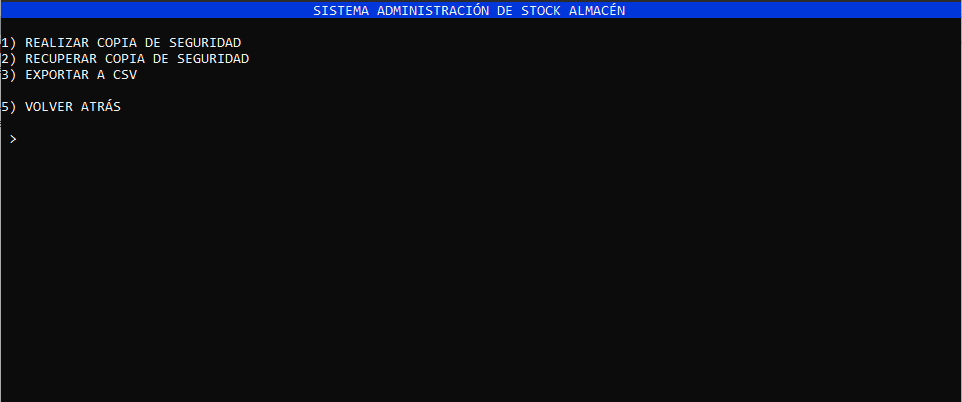 SISTEMA ADMINISTRACIÓN DE STOCK ALMACÉN
1) REALIZAR COPIA DE SEGURIDAD
2) RECUPERAR COPIA DE SEGURIDAD
3) EXPORTAR A CSV
5) VOLVER ATRÁS
>